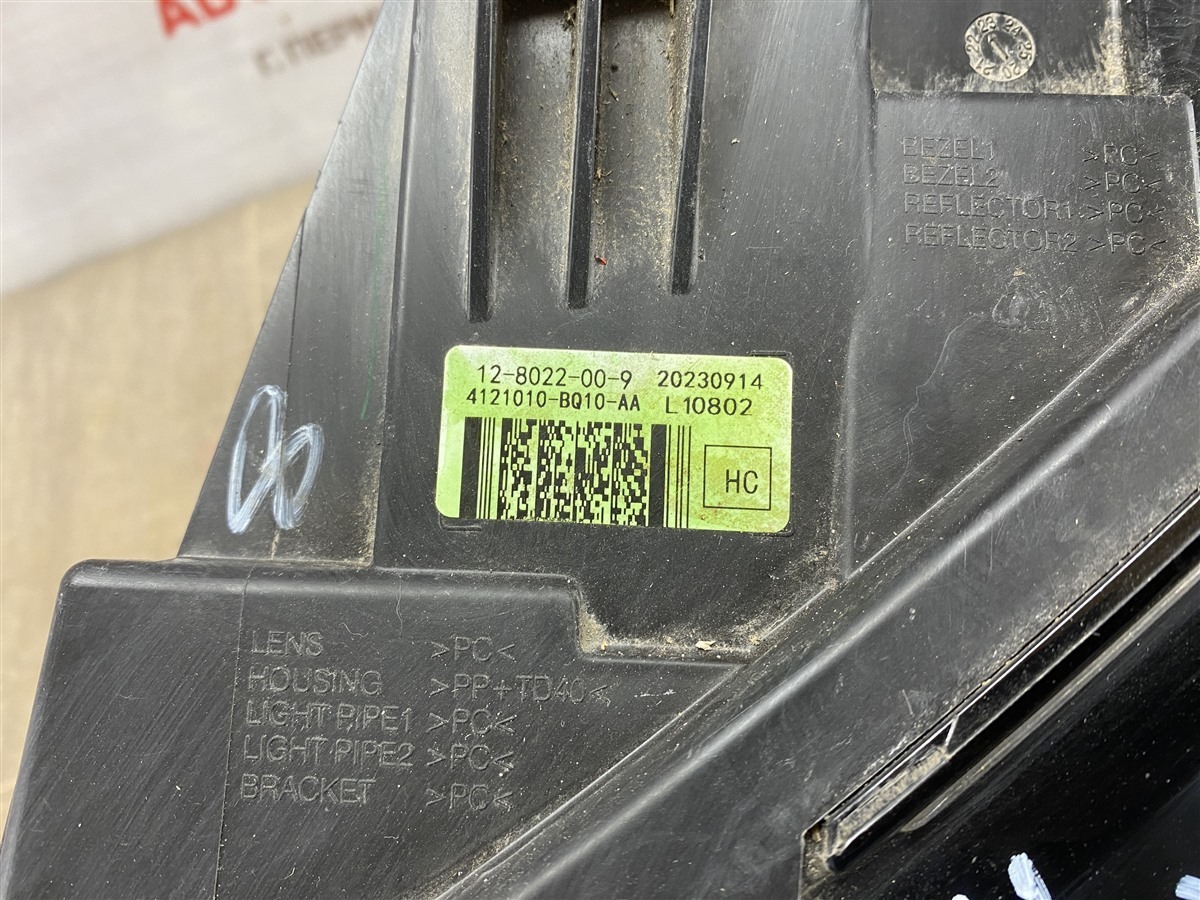 BEZEL1 >PC<
BEZEL2 >PC<
REFLECTOR1 >PC<
REFLECTOR2 >PC<
12-8022-00-9 20230914
4121010-BQ10-AA L10802
HC
LENS >PC<
HOUSING >PP+TD40<
LIGHT PIPE1 >PC<
LIGHT PIPE2 >PC<
BRACKET >PC<